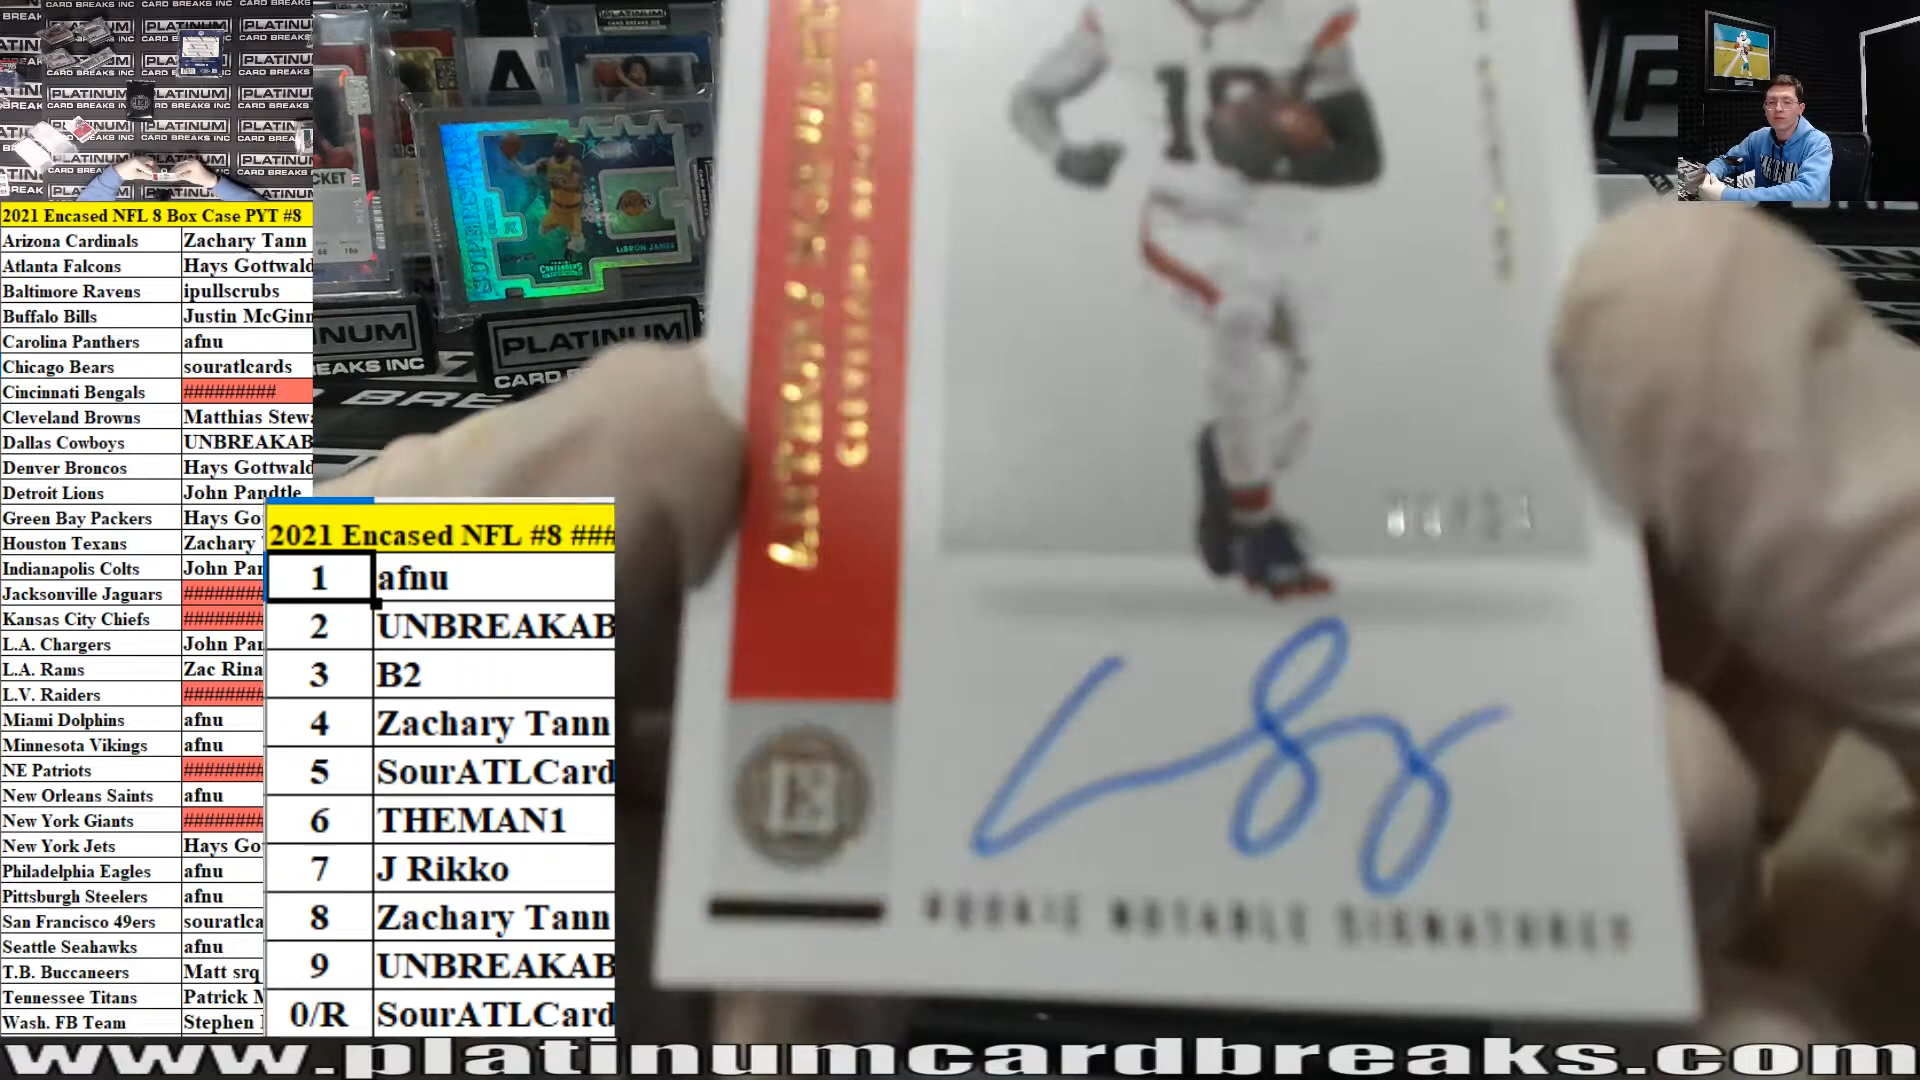 2021 Encased NFL 8 Box Case PYT #8
Arizona Cardinals Zachary Tann
Atlanta Falcons Hays Gottwald
Baltimore Ravens ipullscrubs
Buffalo Bills Justin McGinn
Carolina Panthers afnu
Chicago Bears souratlcards
Cincinnati Bengals #########
Cleveland Browns Matthias Stew
Dallas Cowboys UNBREAKAB
Denver Broncos Hays Gottwald
Detroit Lions John Pandtle
Green Bay Packers Hays Go
Houston Texans Zachary
Indianapolis Colts John Par
Jacksonville Jaguars ########
Kansas City Chiefs ########
L.A. Chargers John Par
L.A. Rams Zac Rina
L.V. Raiders ########
Miami Dolphins afnu
Minnesota Vikings afnu
NE Patriots ########
New Orleans Saints afnu
New York Giants ########
New York Jets Hays Go
Philadelphia Eagles afnu
Pittsburgh Steelers afnu
San Francisco 49ers souratlca
Seattle Seahawks afnu
T.B. Buccaneers Matt srq
Tennessee Titans Patrick M
Wash. FB Team Stephen
2021 Encased NFL #8 ###
1 afnu
2 UNBREAKAB
3 B2
4 Zachary Tann
5 SourATLCard
6 THEMAN1
7 J Rikko
8 Zachary Tann
9 UNBREAKAB
0/R SourATLCard
PLATINUM
CARD BREAKS INC
LEBRON JAMES
CONTENDERS
ROOKIE NOTABLE SIGNATURES
www.platinumcardbreaks.com